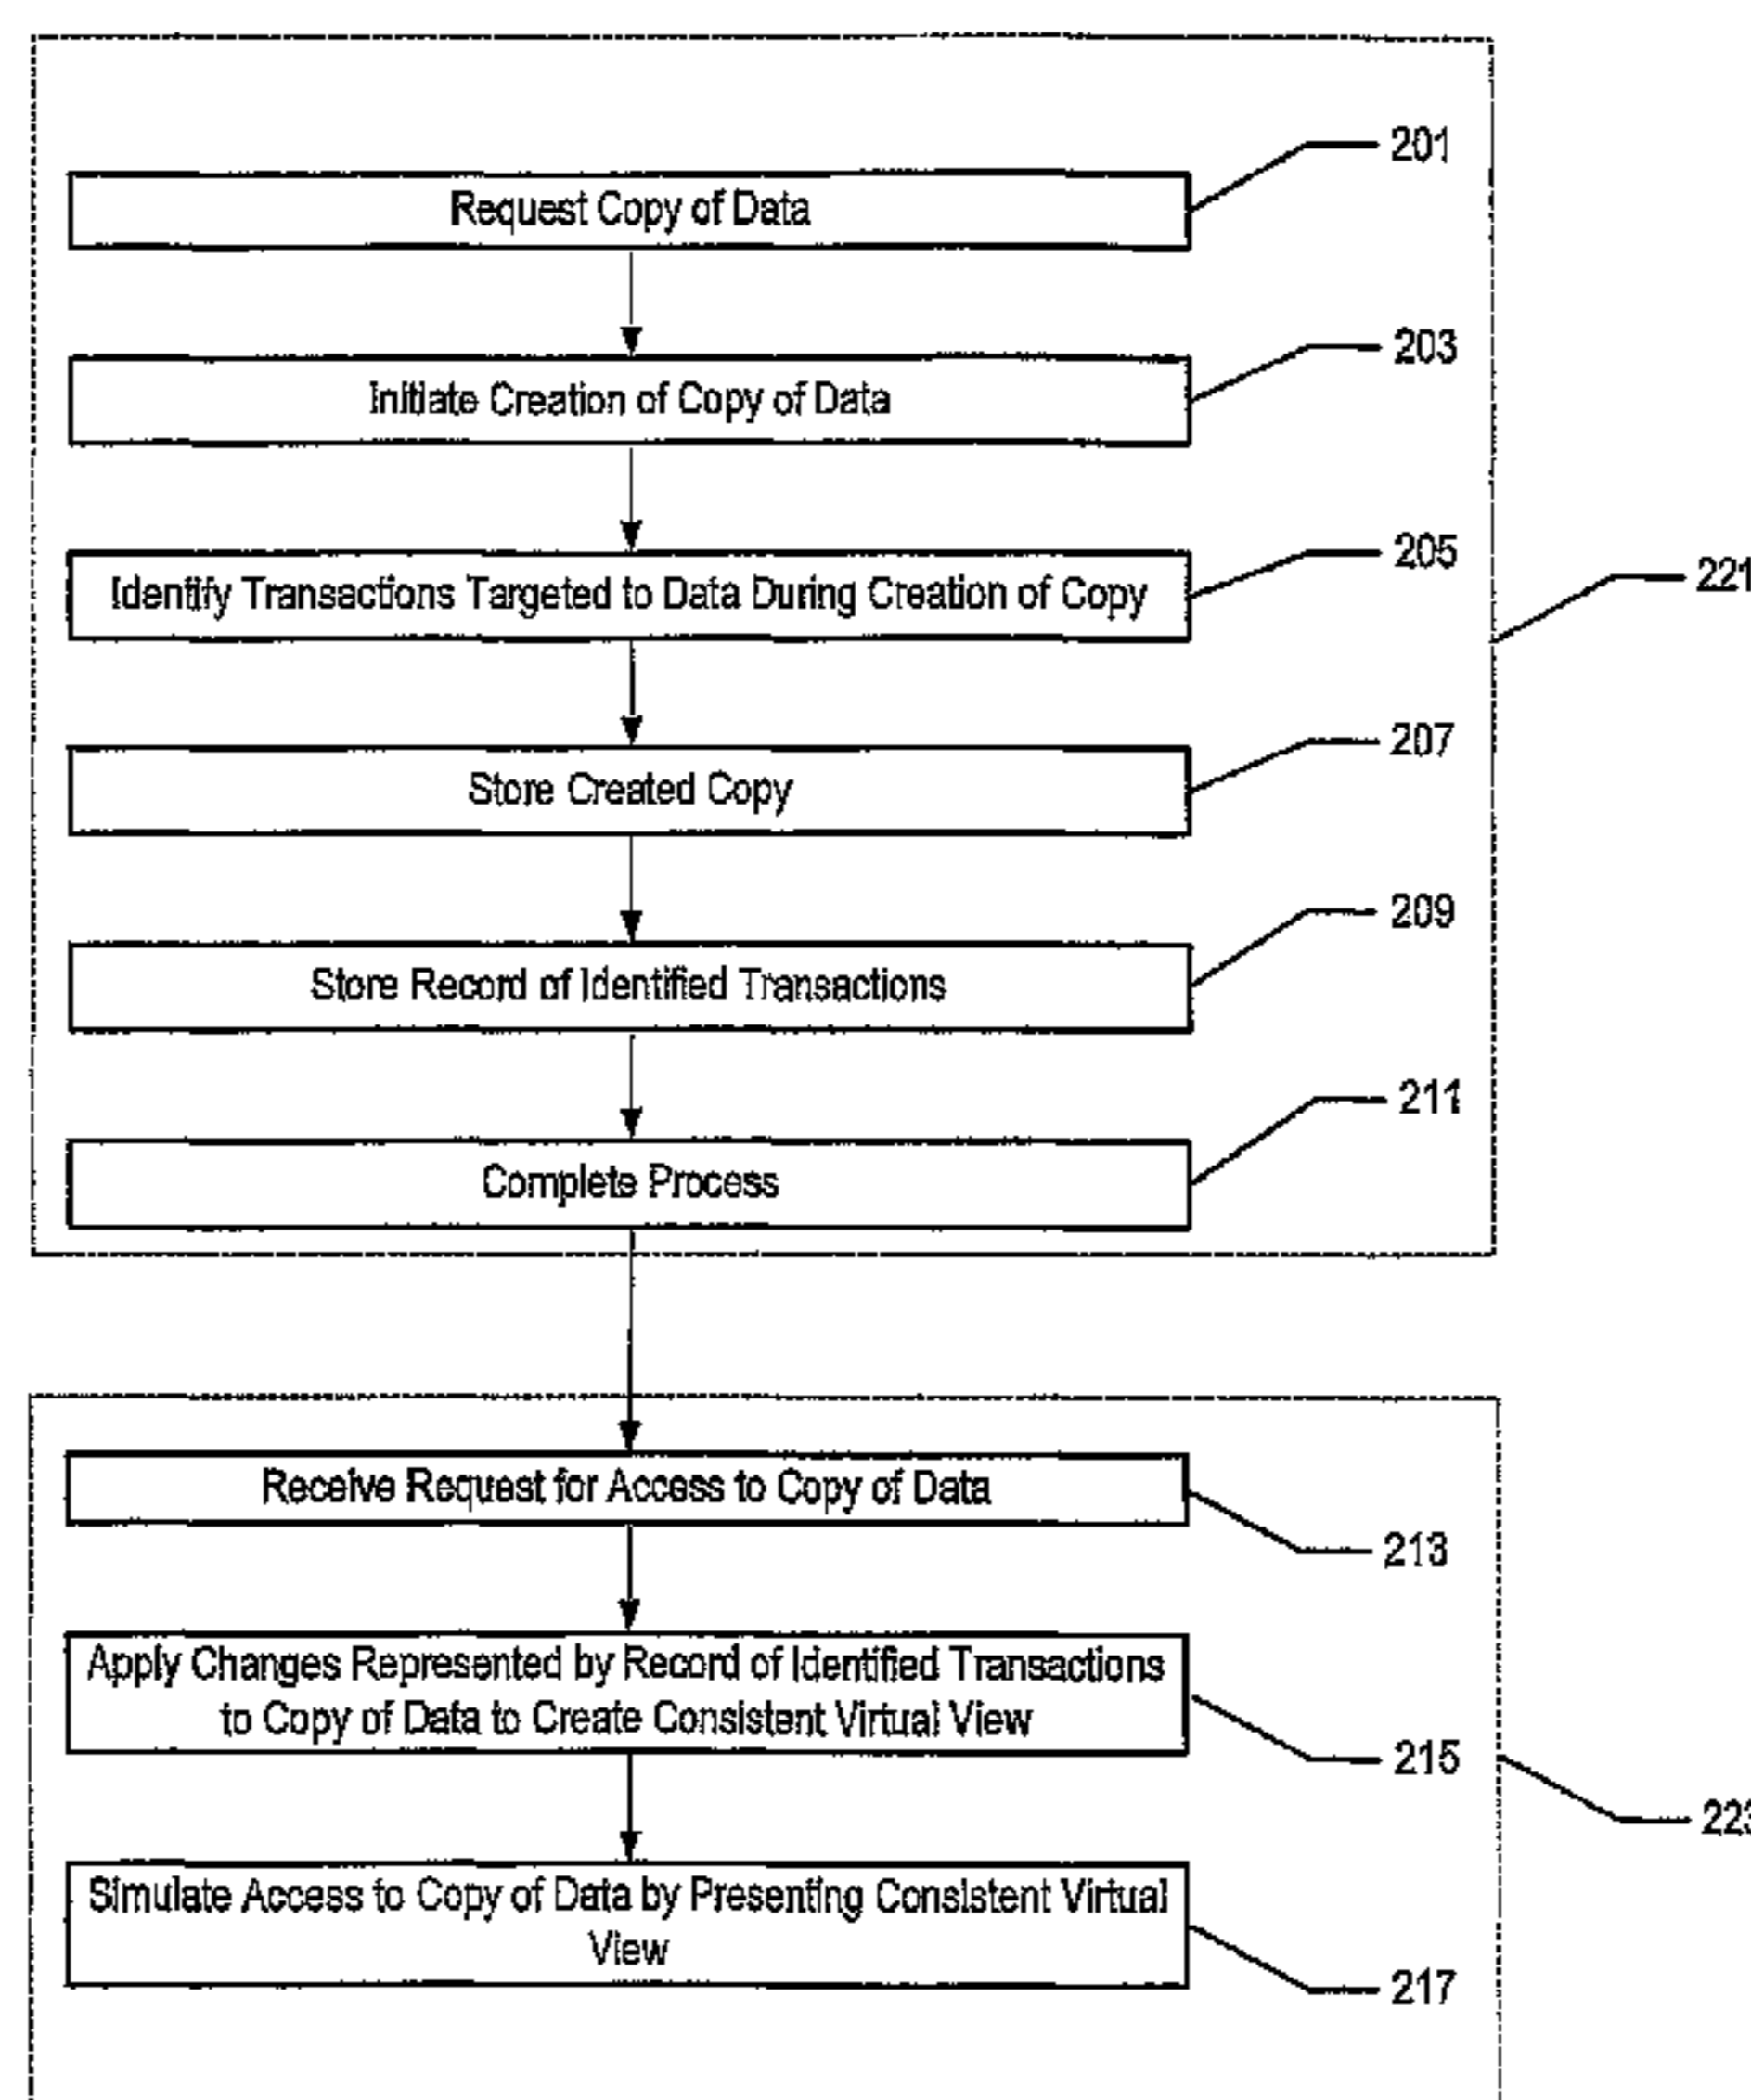 201
Request Copy of Data
203
Initiate Creation of Copy of Data
205
Identify Transactions Targeted to Data During Creation of Copy
221
207
Store Created Copy
209
Store Record of Identified Transactions
211
Complete Process
Receive Request for Access to Copy of Data
213
Apply Changes Represented by Record of Identified Transactions
to Copy of Data to Create Consistent Virtual View
215
223
Simulate Access to Copy of Data by Presenting Consistent Virtual
View
217